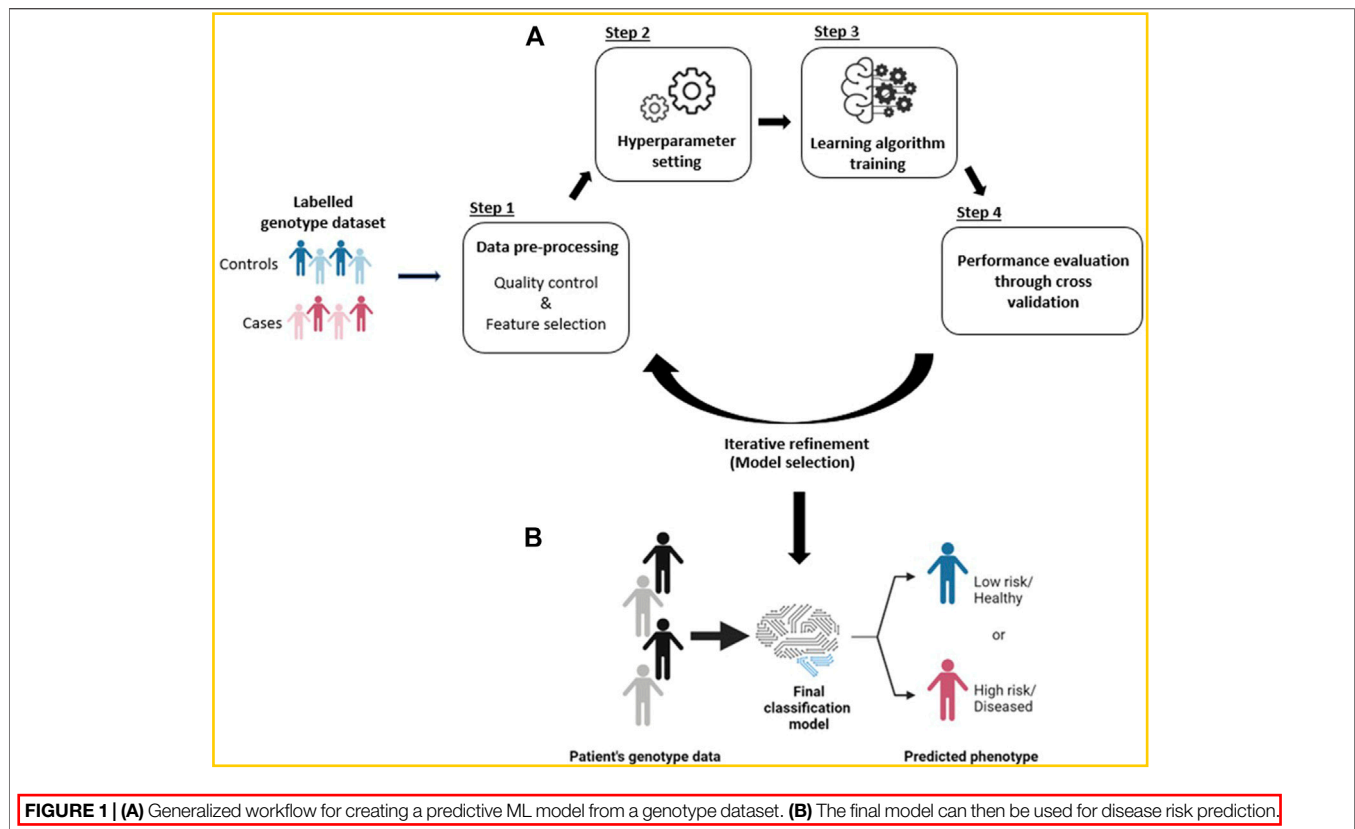 A
Step 2
Hyperparameter
setting
Step 3
Learning algorithm
training
Labelled
genotype dataset
Controls
Cases
Step 1
Data pre-processing
Quality control
&
Feature selection
Step 4
Performance evaluation
through cross
validation
Iterative refinement
(Model selection)
B
Patient's genotype data
Final
classification
model
Low risk/
Healthy
or
High risk/
Diseased
Predicted phenotype
FIGURE 1 | (A) Generalized workflow for creating a predictive ML model from a genotype dataset. (B) The final model can then be used for disease risk prediction.